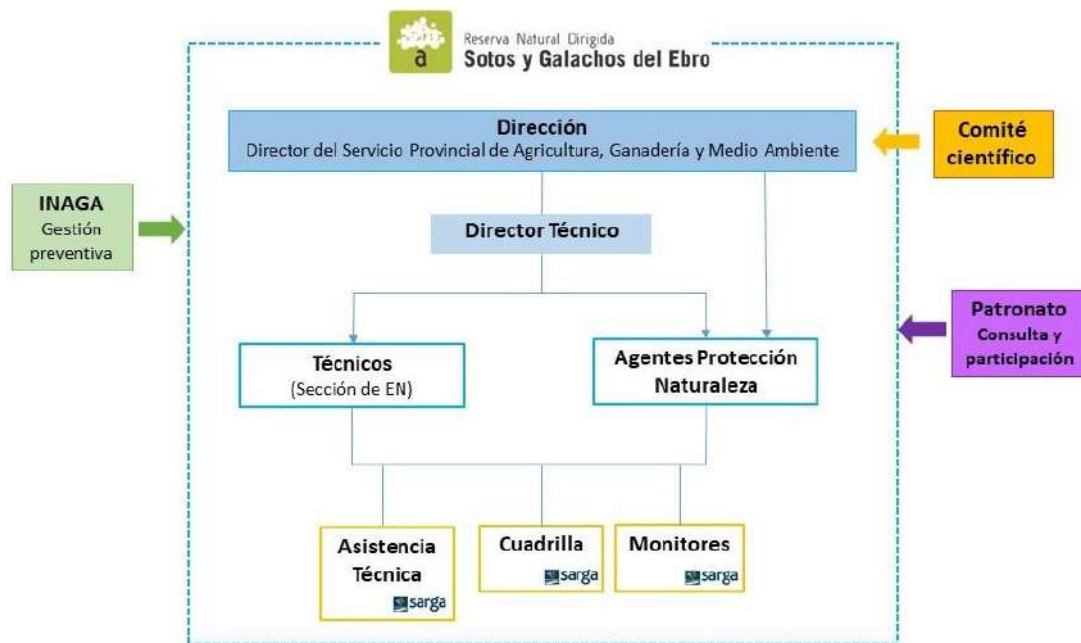 Reserva Natural Dirigida
Sotos y Galachos del Ebro
a
Dirección
Director del Servicio Provincial de Agricultura, Ganadería y Medio Ambiente
Comité
científico
INAGA
Gestión
preventiva
Director Técnico
Patronato
Consulta y
participación
Técnicos
(Sección de EN)
Agentes Protección
Naturaleza
Asistencia
Técnica
sarga
Cuadrilla
sarga
Monitores
sarga